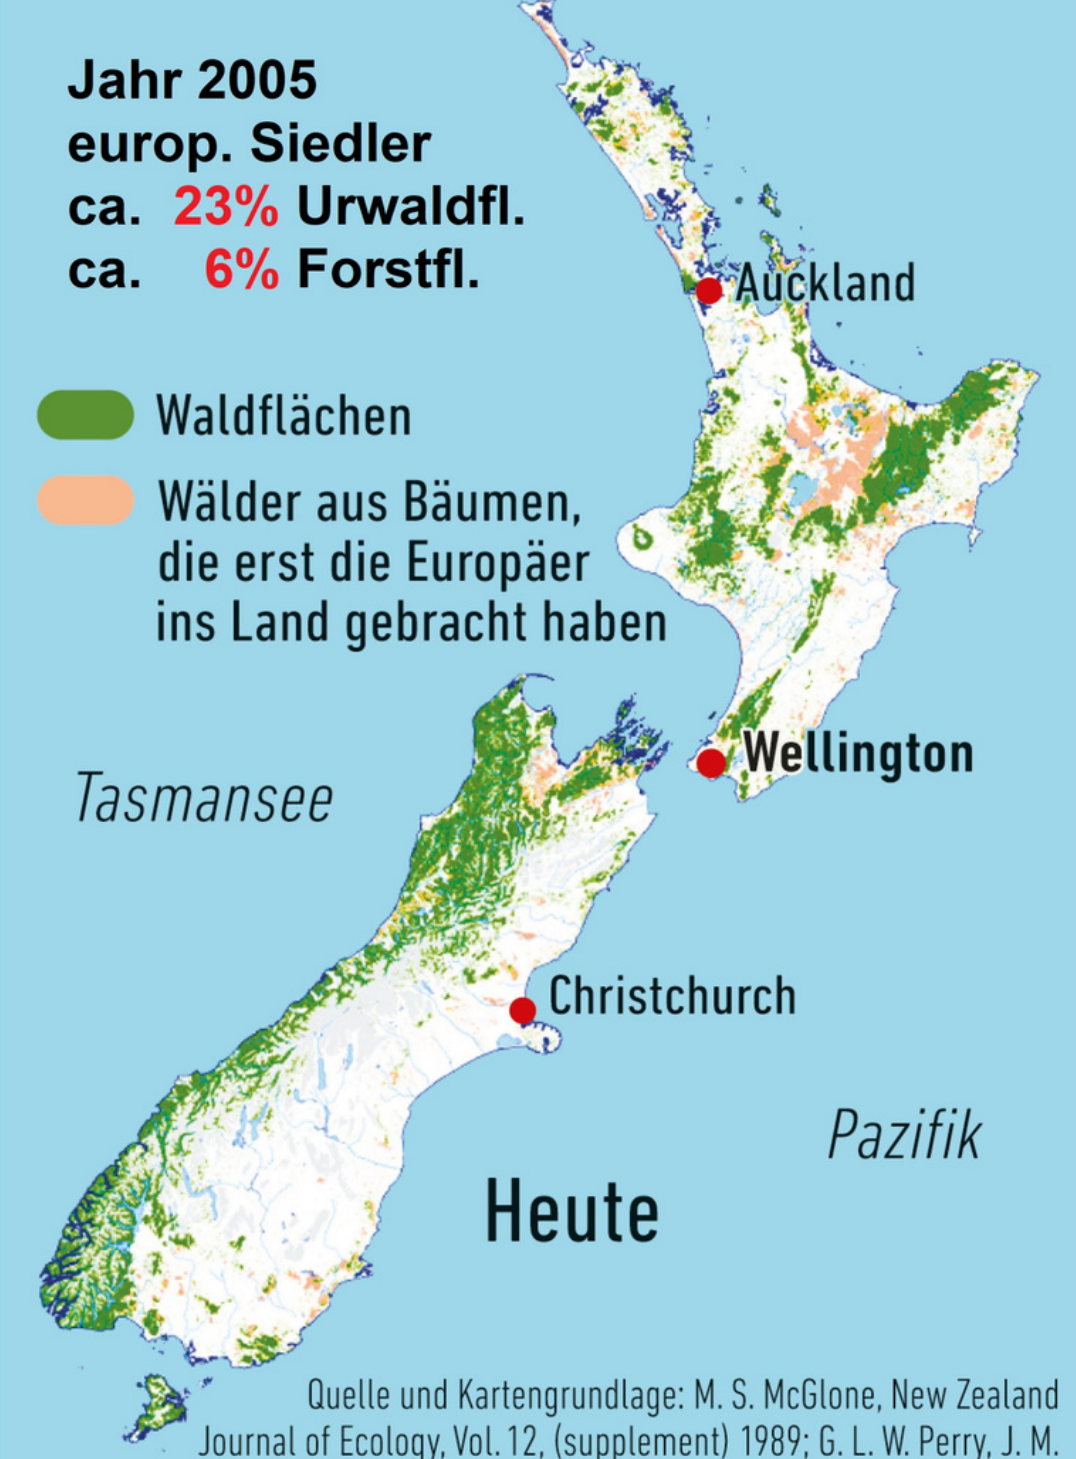 Jahr 2005
europ. Siedler
ca. 23% Urwaldfl.
ca. 6% Forstfl.
Auckland
Waldflächen
Wälder aus Bäumen,
die erst die Europäer
ins Land gebracht haben
Wellington
Tasmansee
Christchurch
Pazifik
Heute
Quelle und Kartengrundlage: M. S. McGlone, New Zealand
Journal of Ecology, Vol. 12, (supplement) 1989; G. L. W. Perry, J. M.